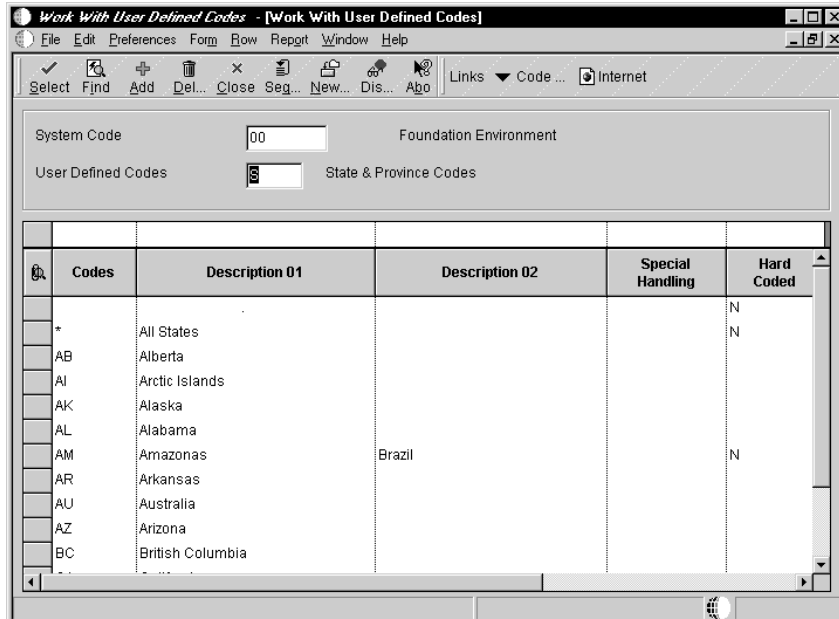 Work With User Defined Codes - [Work With User Defined Codes]
File Edit Preferences Form Row Report Window Help
Select Find Add Del... Close Seq... New... Dis... Abo Links Code ... Internet
System Code 00 Foundation Environment
User Defined Codes S State & Province Codes
Codes Description 01 Description 02 Special Handling Hard Coded
. N
* All States N
AB Alberta
AI Arctic Islands
AK Alaska
AL Alabama
AM Amazonas Brazil N
AR Arkansas
AU Australia
AZ Arizona
BC British Columbia